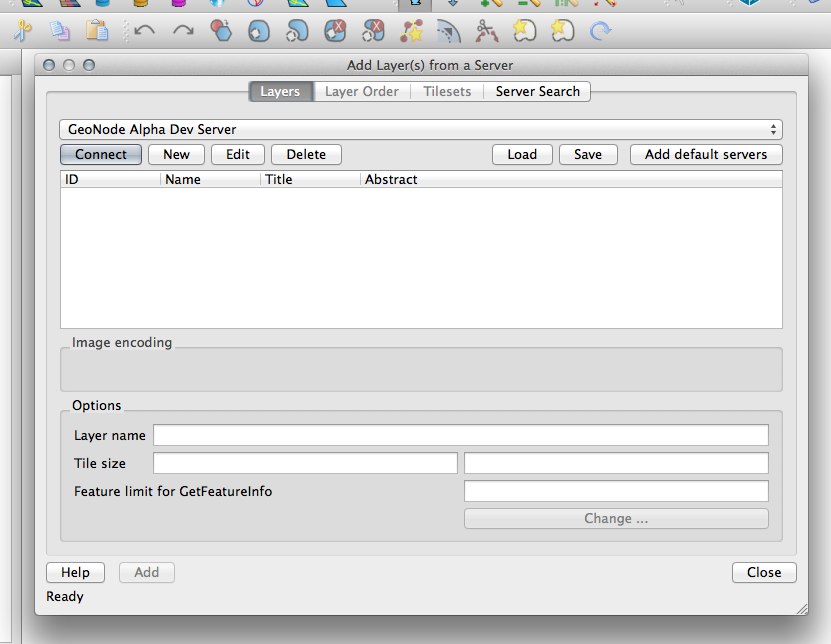 Add Layer(s) from a Server
Layers Layer Order Tilesets Server Search
GeoNode Alpha Dev Server
Connect New Edit Delete Load Save Add default servers
ID Name Title Abstract
Image encoding
Options
Layer name
Tile size
Feature limit for GetFeatureInfo
Change ...
Help Add Close
Ready